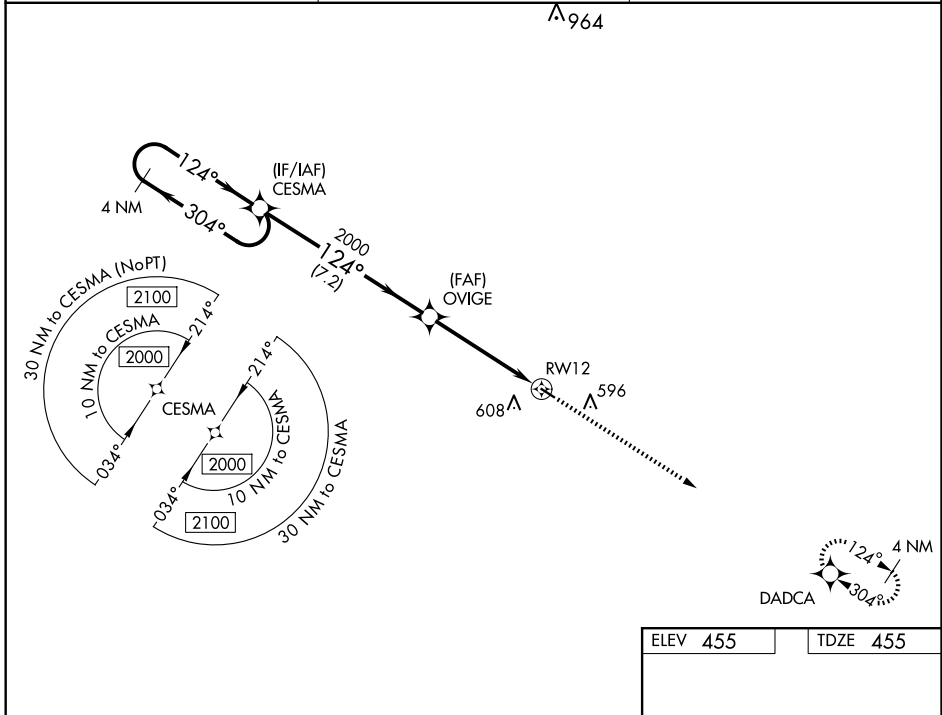 964
124°
(IF/IAF)
CESMA
4 NM
304°
2000
124°
(7.2)
(FAF)
OVIGE
30 NM to CESMA (NoPT)
2100
214°
10 NM to CESMA
2000
CESMA
034°
214°
2000
10 NM to CESMA
034°
2100
30 NM to CESMA
RW12
608
596
124°
4 NM
304°
DADCA
ELEV 455
TDZE 455